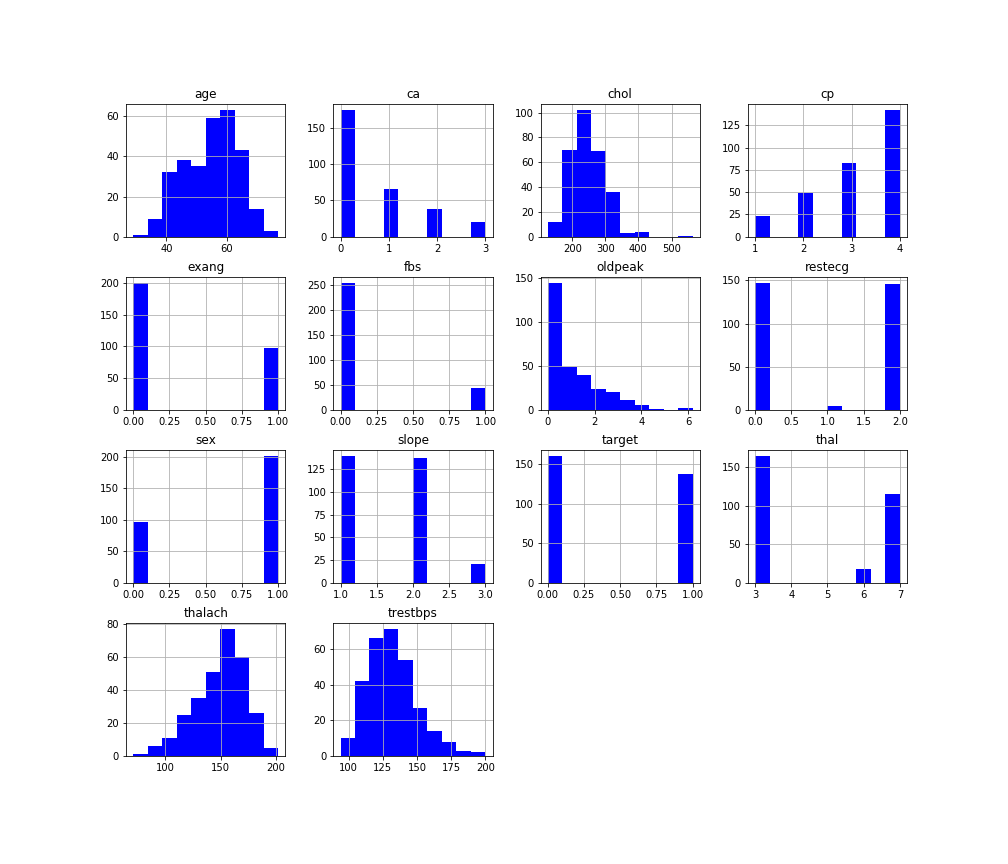 age ca chol cp
60 40 20 0
150 100 50 0
100 80 60 40 20 0
125 100 75 50 25 0
40 60
0 1 2 3
200 300 400 500
1 2 3 4
exang fbs oldpeak restecg
200 150 100 50 0
250 200 150 100 50 0
150 100 50 0
150 100 50 0
0.00 0.25 0.50 0.75 1.00
0.00 0.25 0.50 0.75 1.00
0 2 4 6
0.0 0.5 1.0 1.5 2.0
sex slope target thal
200 150 100 50 0
125 100 75 50 25 0
150 100 50 0
150 100 50 0
0.00 0.25 0.50 0.75 1.00
1.0 1.5 2.0 2.5 3.0
0.00 0.25 0.50 0.75 1.00
3 4 5 6 7
thalach trestbps
80 60 40 20 0
60 40 20 0
100 150 200
100 125 150 175 200